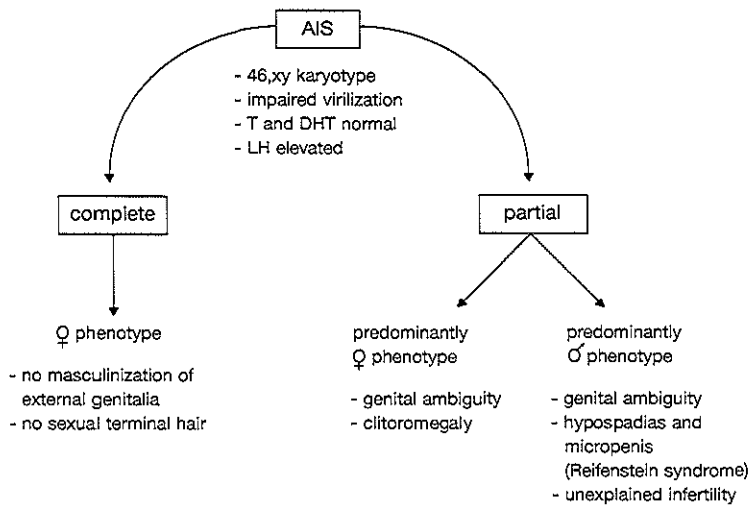 AIS
- 46,xy karyotype
- impaired virilization
- T and DHT normal
- LH elevated
complete
partial
♀ phenotype
- no masculinization of
external genitalia
- no sexual terminal hair
predominantly
♀ phenotype
- genital ambiguity
- clitoromegaly
predominantly
♂ phenotype
- genital ambiguity
- hypospadias and
micropenis
(Reifenstein syndrome)
- unexplained infertility